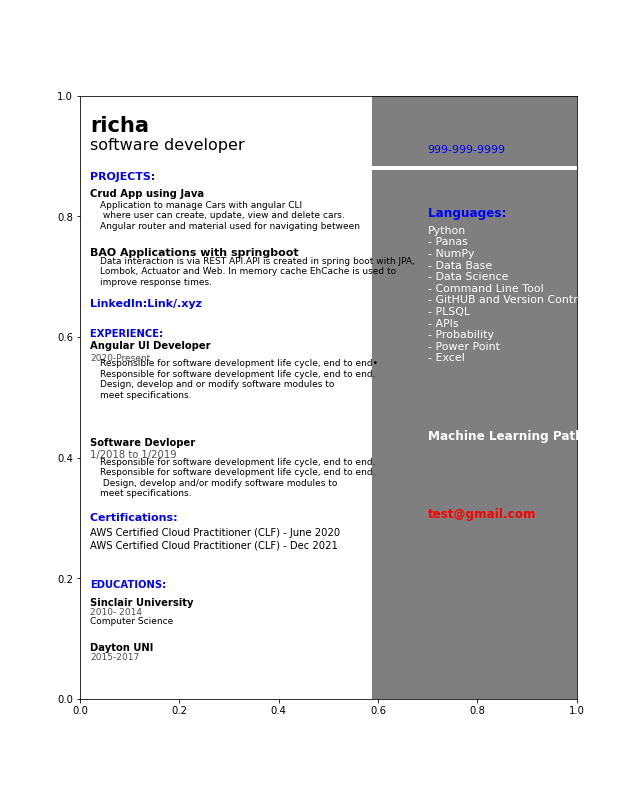 richa
software developer
999-999-9999
PROJECTS:
Crud App using Java
Application to manage Cars with angular CLI
where user can create, update, view and delete cars.
Angular router and material used for navigating between
BAO Applications with springboot
Data interaction is via REST API.API is created in spring boot with JPA,
Lombok, Actuator and Web. In memory cache EhCache is used to
improve response times.
LinkedIn:Link/.xyz
EXPERIENCE:
Angular UI Developer
2020-Present
Responsible for software development life cycle, end to end•
Responsible for software development life cycle, end to end.
Design, develop and or modify software modules to
meet specifications.
Software Devloper
1/2018 to 1/2019
Responsible for software development life cycle, end to end.
Responsible for software development life cycle, end to end.
Design, develop and/or modify software modules to
meet specifications.
Certifications:
AWS Certified Cloud Practitioner (CLF) - June 2020
AWS Certified Cloud Practitioner (CLF) - Dec 2021
EDUCATIONS:
Sinclair University
2010- 2014
Computer Science
Dayton UNI
2015-2017
Languages:
Python
- Panas
- NumPy
- Data Base
- Data Science
- Command Line Tool
- GitHUB and Version Contr
- PLSQL
- APIs
- Probability
- Power Point
- Excel
Machine Learning Path
test@gmail.com
1.0
0.8
0.6
0.4
0.2
0.0
0.0 0.2 0.4 0.6 0.8 1.0